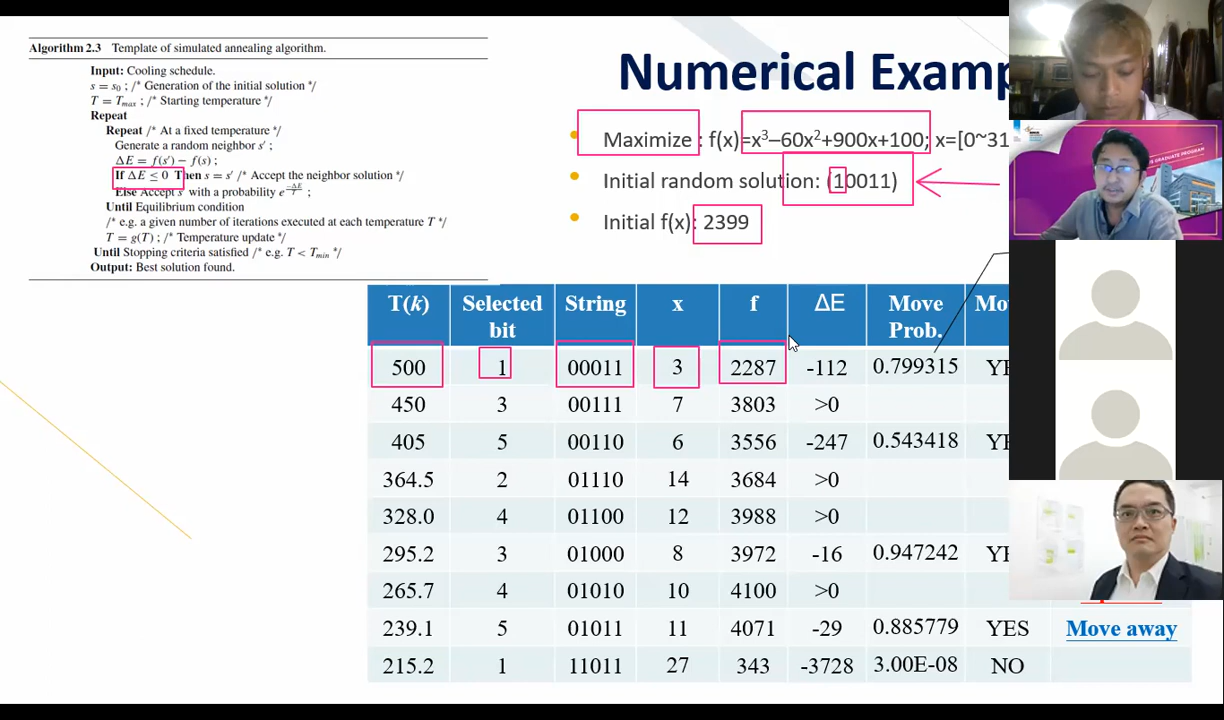 Algorithm 2.3 Template of simulated annealing algorithm.
Input: Cooling schedule.
s = s0 ; /* Generation of the initial solution */
T = Tmax ; /* Starting temperature */
Repeat
Repeat /* At a fixed temperature */
Generate a random neighbor s′ ;
ΔE = f(s′) − f(s) ;
If ΔE ≤ 0 Then s = s′ /* Accept the neighbor solution */
Else Accept s′ with a probability e^(−ΔE/T) ;
Until Equilibrium condition
/* e.g. a given number of iterations executed at each temperature T */
T = g(T) ; /* Temperature update */
Until Stopping criteria satisfied /* e.g. T < Tmin */
Output: Best solution found.
Numerical Examp
Maximize : f(x)=x³–60x²+900x+100; x=[0~31
Initial random solution: (10011)
Initial f(x): 2399
T(k) Selected bit String x f ΔE Move Prob. Mo
500 1 00011 3 2287 -112 0.799315 YE
450 3 00111 7 3803 >0
405 5 00110 6 3556 -247 0.543418 YE
364.5 2 01110 14 3684 >0
328.0 4 01100 12 3988 >0
295.2 3 01000 8 3972 -16 0.947242 YE
265.7 4 01010 10 4100 >0
239.1 5 01011 11 4071 -29 0.885779 YES Move away
215.2 1 11011 27 343 -3728 3.00E-08 NO